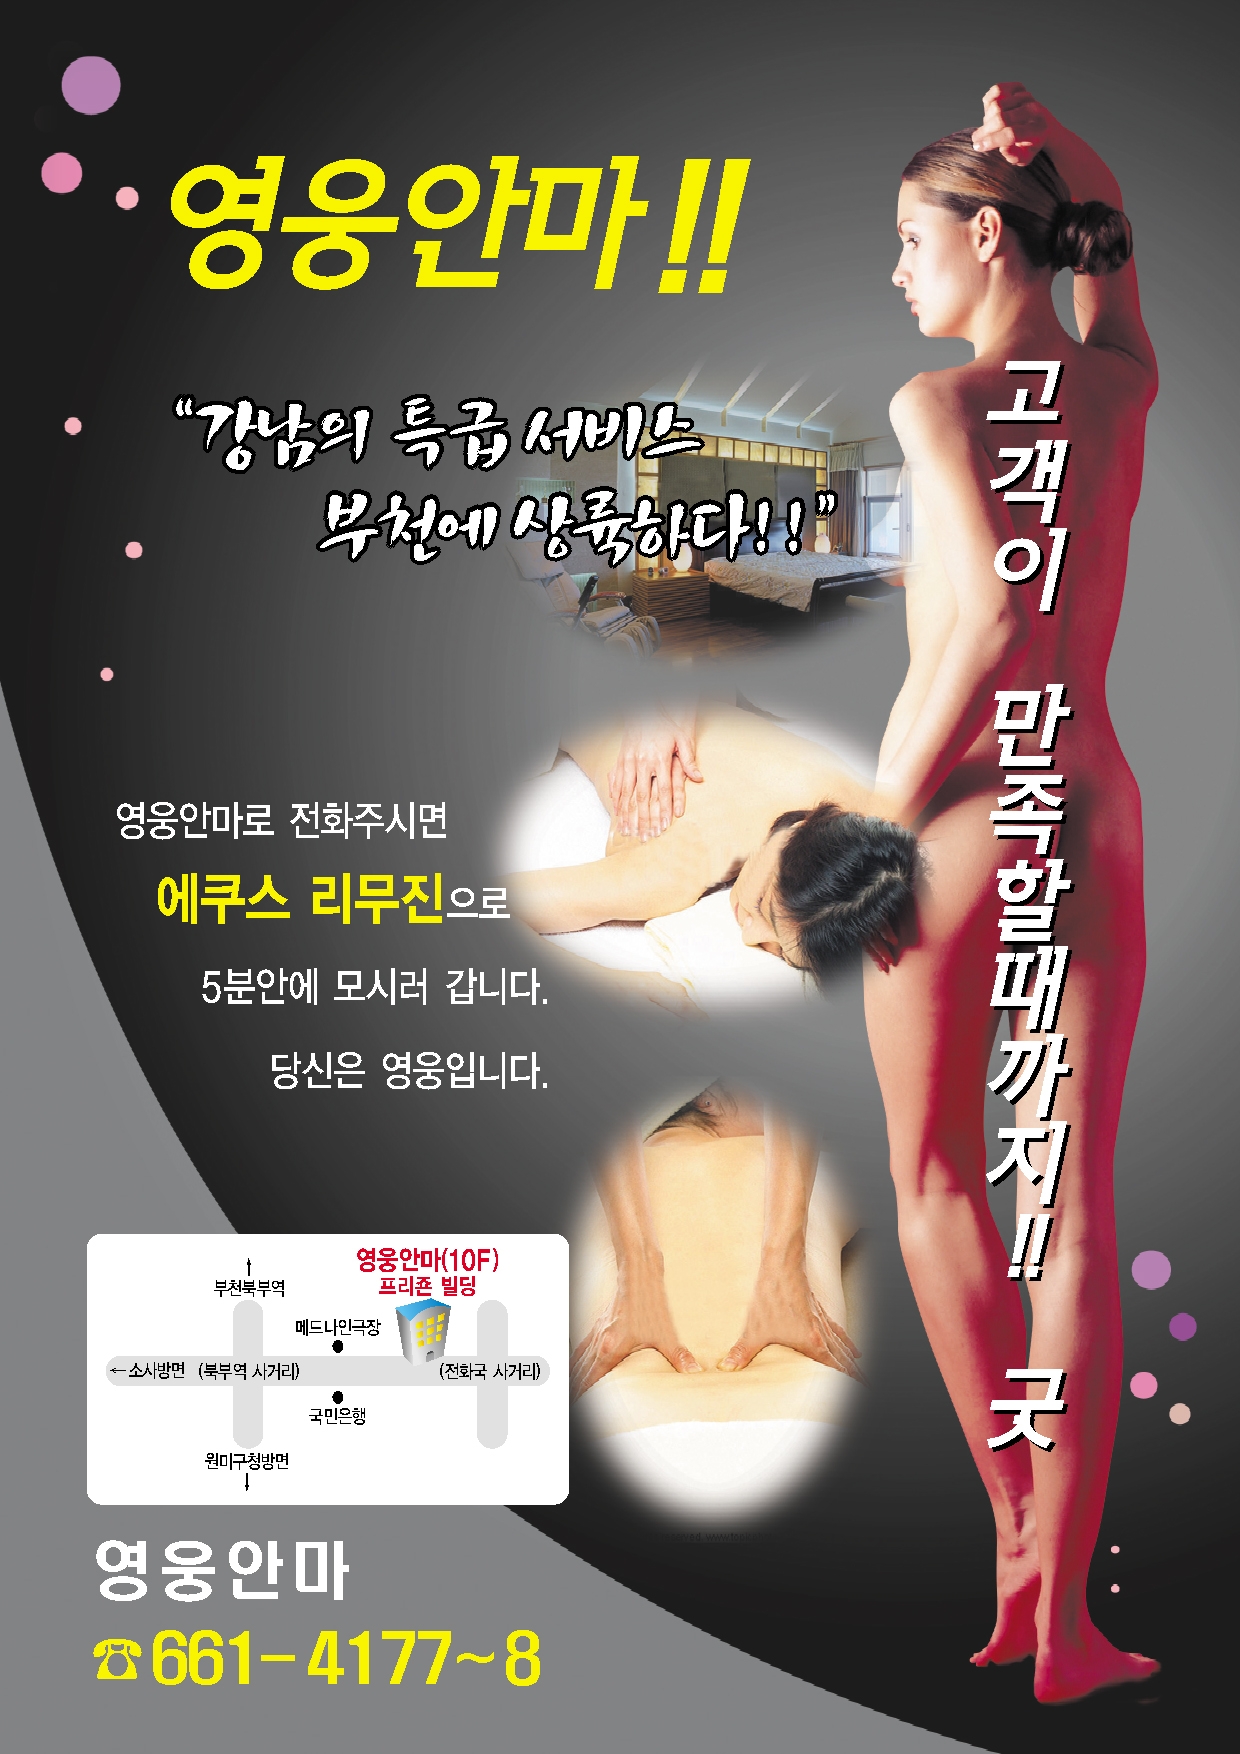 영웅안마!!
“강남의 특급 서비스
부천에 상륙하다!!”
고객이 만족할때까지!! 굿
영웅안마로 전화주시면
에쿠스 리무진으로
5분안에 모시러 갑니다.
당신은 영웅입니다.
영웅안마(10F)
프리죤 빌딩
↑
부천북부역
메드나인극장
←소사방면 (북부역 사거리)
(전화국 사거리)
국민은행
원미구청방면
↓
영웅안마
☎661-4177~8